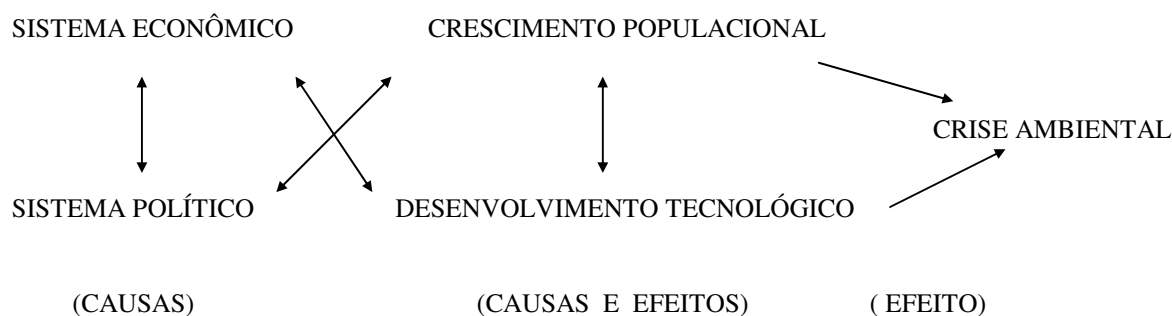 SISTEMA ECONÔMICO CRESCIMENTO POPULACIONAL
CRISE AMBIENTAL
SISTEMA POLÍTICO DESENVOLVIMENTO TECNOLÓGICO
(CAUSAS) (CAUSAS E EFEITOS) ( EFEITO)